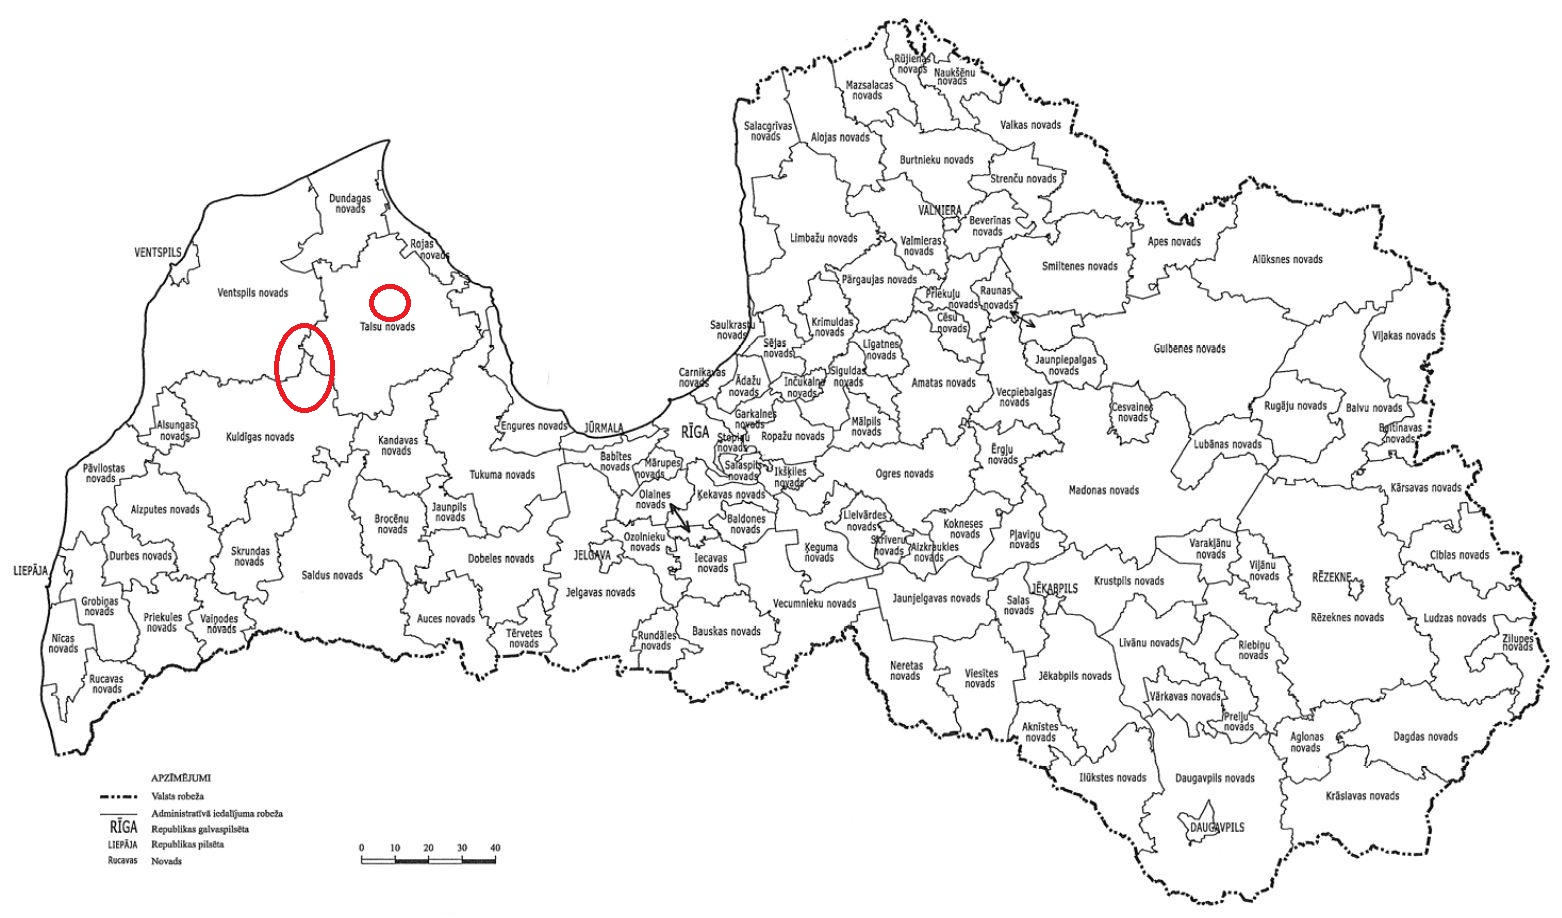 Rūjienas
novads
Naukšēnu
novads
Mazsalacas
novads
Valkas novads
Salacgrīvas
novads
Alojas novads
Burtnieku novads
Strenču novads
Dundagas
novads
VALMIERA
Beverīnas
novads
Limbažu novads
Valmieras
novads
Apes novads
Rojas
novads
VENTSPILS
Smiltenes novads
Alūksnes novads
Ventspils novads
Pārgaujas novads
Priekuļu
novads
Raunas
novads
Talsu novads
Saulkrastu
novads
Krimuldas
novads
Cēsu
novads
Viļakas novads
Sējas
novads
Līgatnes
novads
Gulbenes novads
Jaunpiebalgas
novads
Carnikavas
novads
Ādažu
novads
Inčukalna
novads
Siguldas
novads
Amatas novads
Vecpiebalgas
novads
Cesvaines
novads
Rugāju novads
Balvu novads
Alsungas
novads
Kuldīgas novads
Kandavas
novads
Engures novads
JŪRMALA
RĪGA
Garkalnes
novads
Stopiņu
novads
Ropažu novads
Mālpils
novads
Baltinavas
novads
Lubānas novads
Ērgļu
novads
Pāvilostas
novads
Tukuma novads
Babītes
novads
Mārupes
novads
Salaspils
novads
Ikšķiles
novads
Ogres novads
Madonas novads
Kārsavas novads
Olaines
novads
Ķekavas novads
Aizputes novads
Brocēnu
novads
Jaunpils
novads
Baldones
novads
Lielvārdes
novads
Kokneses
novads
Pļaviņu
novads
Ozolnieku
novads
Skrīveru
novads
Aizkraukles
novads
Varakļānu
novads
Durbes novads
Skrundas
novads
Dobeles novads
JELGAVA
Iecavas
novads
Ķeguma
novads
Ciblas novads
LIEPĀJA
Saldus novads
Viļānu
novads
RĒZEKNE
Krustpils novads
JĒKABPILS
Jelgavas novads
Vecumnieku novads
Jaunjelgavas novads
Salas
novads
Grobiņas
novads
Priekules
novads
Vaiņodes
novads
Auces novads
Rēzeknes novads
Ludzas novads
Tērvetes
novads
Rundāles
novads
Bauskas novads
Līvānu novads
Riebiņu
novads
Zilupes
novads
Nīcas
novads
Rucavas
novads
Neretas
novads
Viesītes
novads
Jēkabpils novads
Vārkavas novads
Preiļu
novads
Aknīstes
novads
Aglonas
novads
Dagdas novads
Ilūkstes novads
Daugavpils novads
Krāslavas novads
DAUGAVPILS
APZĪMĒJUMI
Valsts robeža
Administratīvā iedalījuma robeža
RĪGA Republikas galvaspilsēta
LIEPĀJA Republikas pilsēta
Rucavas Novads
0 10 20 30 40